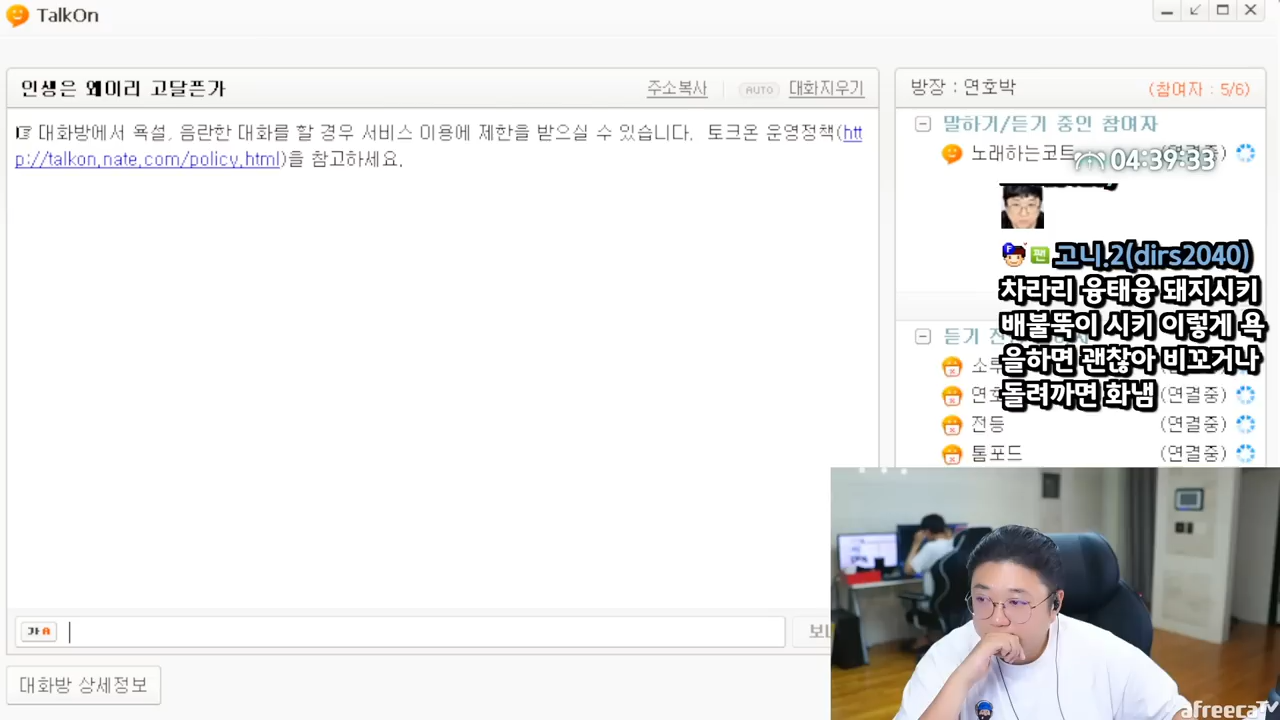 TalkOn
인생은 왜이리 고달픈가
주소복사 AUTO 대화지우기
☞ 대화방에서 욕설, 음란한 대화를 할 경우 서비스 이용에 제한을 받으실 수 있습니다. 토크온 운영정책(htt
p://talkon.nate.com/policy.html)을 참고하세요.
방장 : 연호박 (참여자 : 5/6)
말하기/듣기 중인 참여자
노래하는코트
04:39:33
고니.2(dirs2040)
차라리 융태융 돼지시키
배불뚝이 시키 이렇게 욕
을하면 괜찮아 비꼬거나
돌려까면 화냄
듣기
(연결중)
전등 (연결중)
톰포드 (연결중)
가
대화방 상세정보
afreecaTV